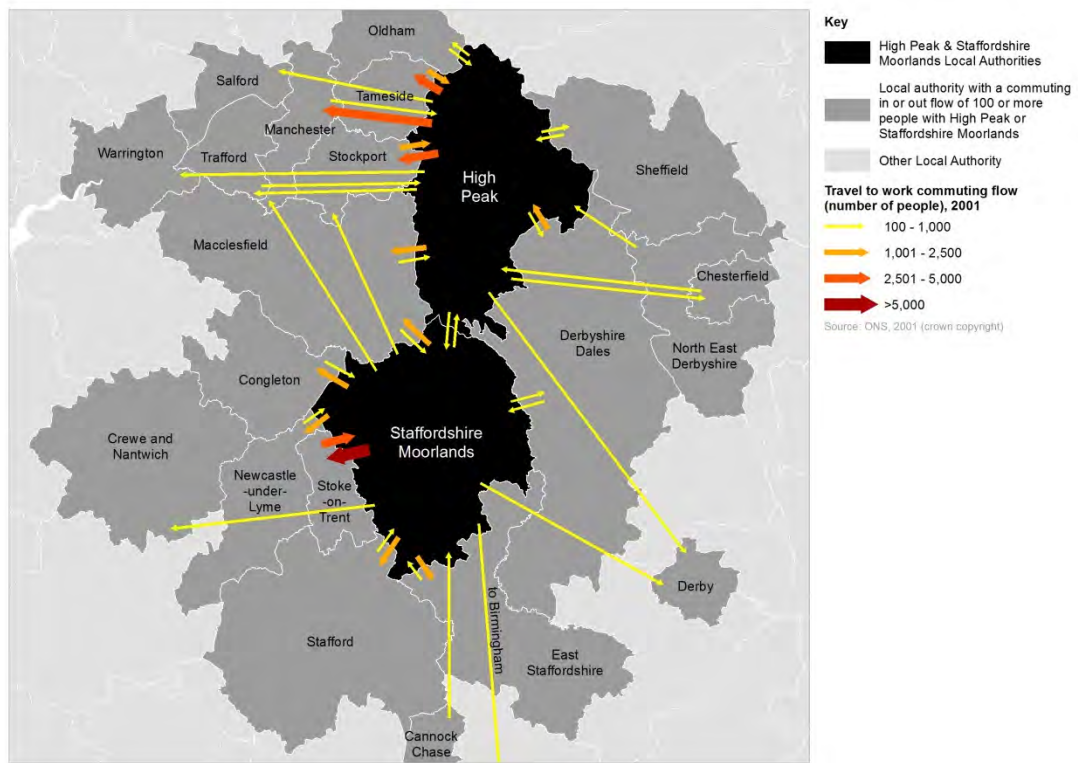 Oldham
Salford
Tameside
Manchester
Warrington
Trafford
Stockport
Sheffield
High
Peak
Macclesfield
Chesterfield
Derbyshire
Dales
North East
Derbyshire
Congleton
Crewe and
Nantwich
Staffordshire
Moorlands
Newcastle
-under-
Lyme
Stoke
-on-
Trent
Derby
to Birmingham
Stafford
East
Staffordshire
Cannock
Chase
Key
High Peak & Staffordshire
Moorlands Local Authorities
Local authority with a commuting
in or out flow of 100 or more
people with High Peak or
Staffordshire Moorlands
Other Local Authority
Travel to work commuting flow
(number of people), 2001
100 - 1,000
1,001 - 2,500
2,501 - 5,000
>5,000
Source: ONS, 2001 (crown copyright)